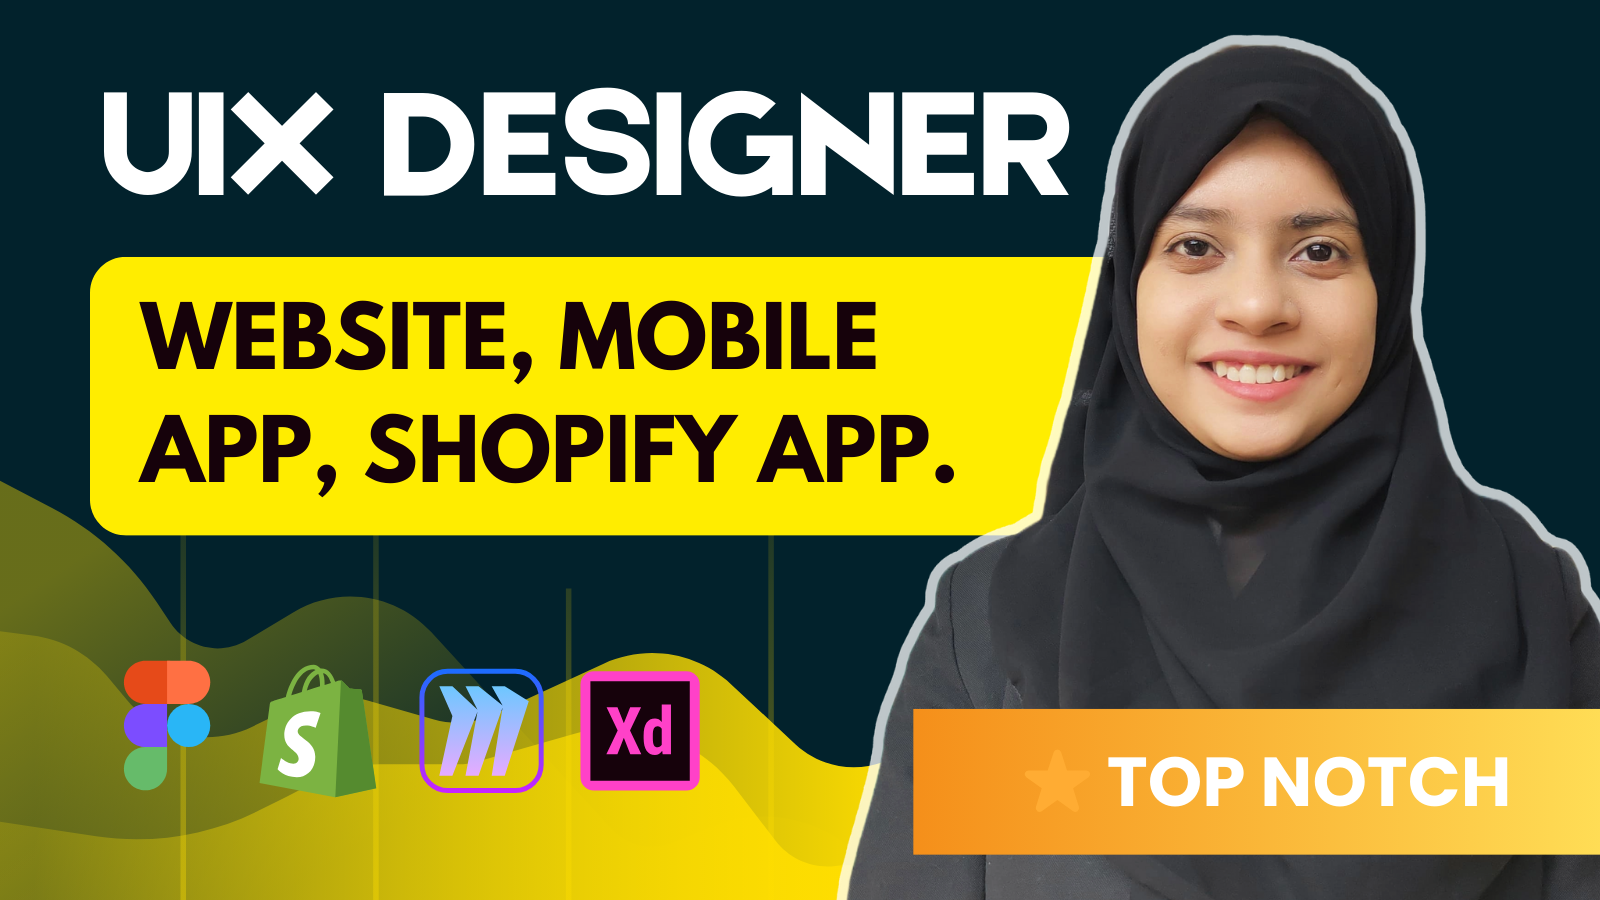 UIX DESIGNER
WEBSITE, MOBILE
APP, SHOPIFY APP.
S
Xd
TOP NOTCH